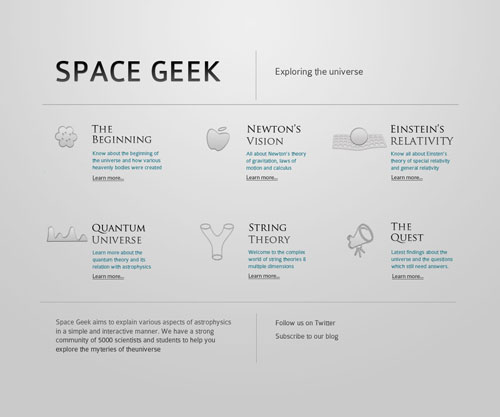 SPACE GEEK
Exploring the universe
THE
BEGINNING
Know about the beginning of
the universe and how various
heavenly bodies were created
Learn more...
NEWTON'S
VISION
All about Newton's theory
of gravitation, laws of
motion and calculus
Learn more...
EINSTEIN'S
RELATIVITY
Know all about Einstein's
theory of special relativity
and general relativity
Learn more...
QUANTUM
UNIVERSE
Learn more about the
quantum theory and its
relation with astrophysics
Learn more...
STRING
THEORY
Welcome to the complex
world of string theories &
multiple dimensions
Learn more...
THE
QUEST
Latest findings about the
universe and the questions
which still need answers.
Learn more...
Space Geek aims to explain various aspects of astrophysics
in a simple and interactive manner. We have a strong
community of 5000 scientists and students to help you
explore the myteries of theuniverse
Follow us on Twitter
Subscribe to our blog